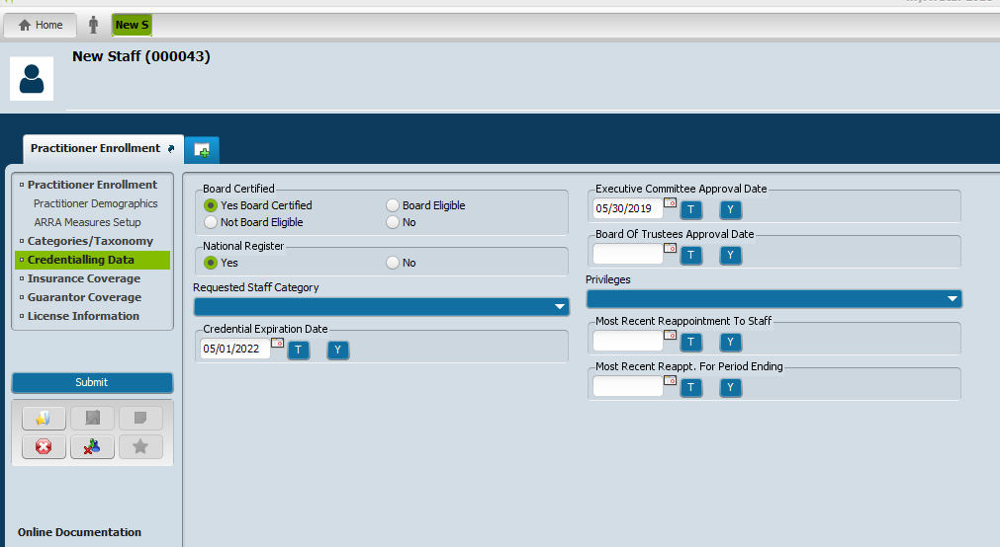 Home
New S
New Staff (000043)
Practitioner Enrollment
Practitioner Enrollment
Practitioner Demographics
ARRA Measures Setup
Categories/Taxonomy
Credentialling Data
Insurance Coverage
Guarantor Coverage
License Information
Submit
Online Documentation
Board Certified
Yes Board Certified Board Eligible
Not Board Eligible No
National Register
Yes No
Requested Staff Category
Credential Expiration Date
05/01/2022 T Y
Executive Committee Approval Date
05/30/2019 T Y
Board Of Trustees Approval Date
T Y
Privileges
Most Recent Reappointment To Staff
T Y
Most Recent Reappt. For Period Ending
T Y